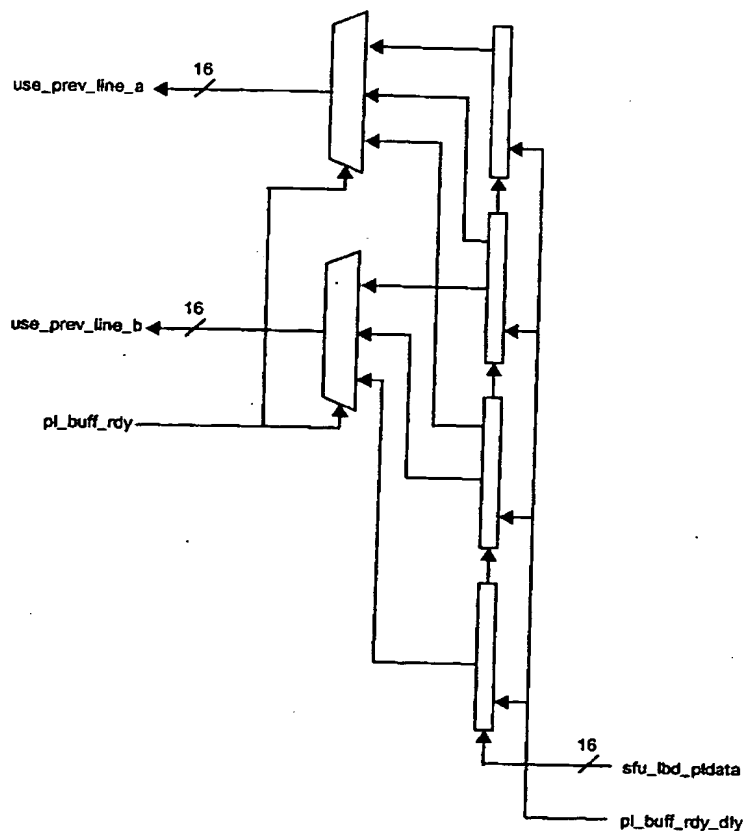 16
use_prev_line_a
16
use_prev_line_b
pl_buff_rdy
16
sfu_lbd_pldata
pl_buff_rdy_dly